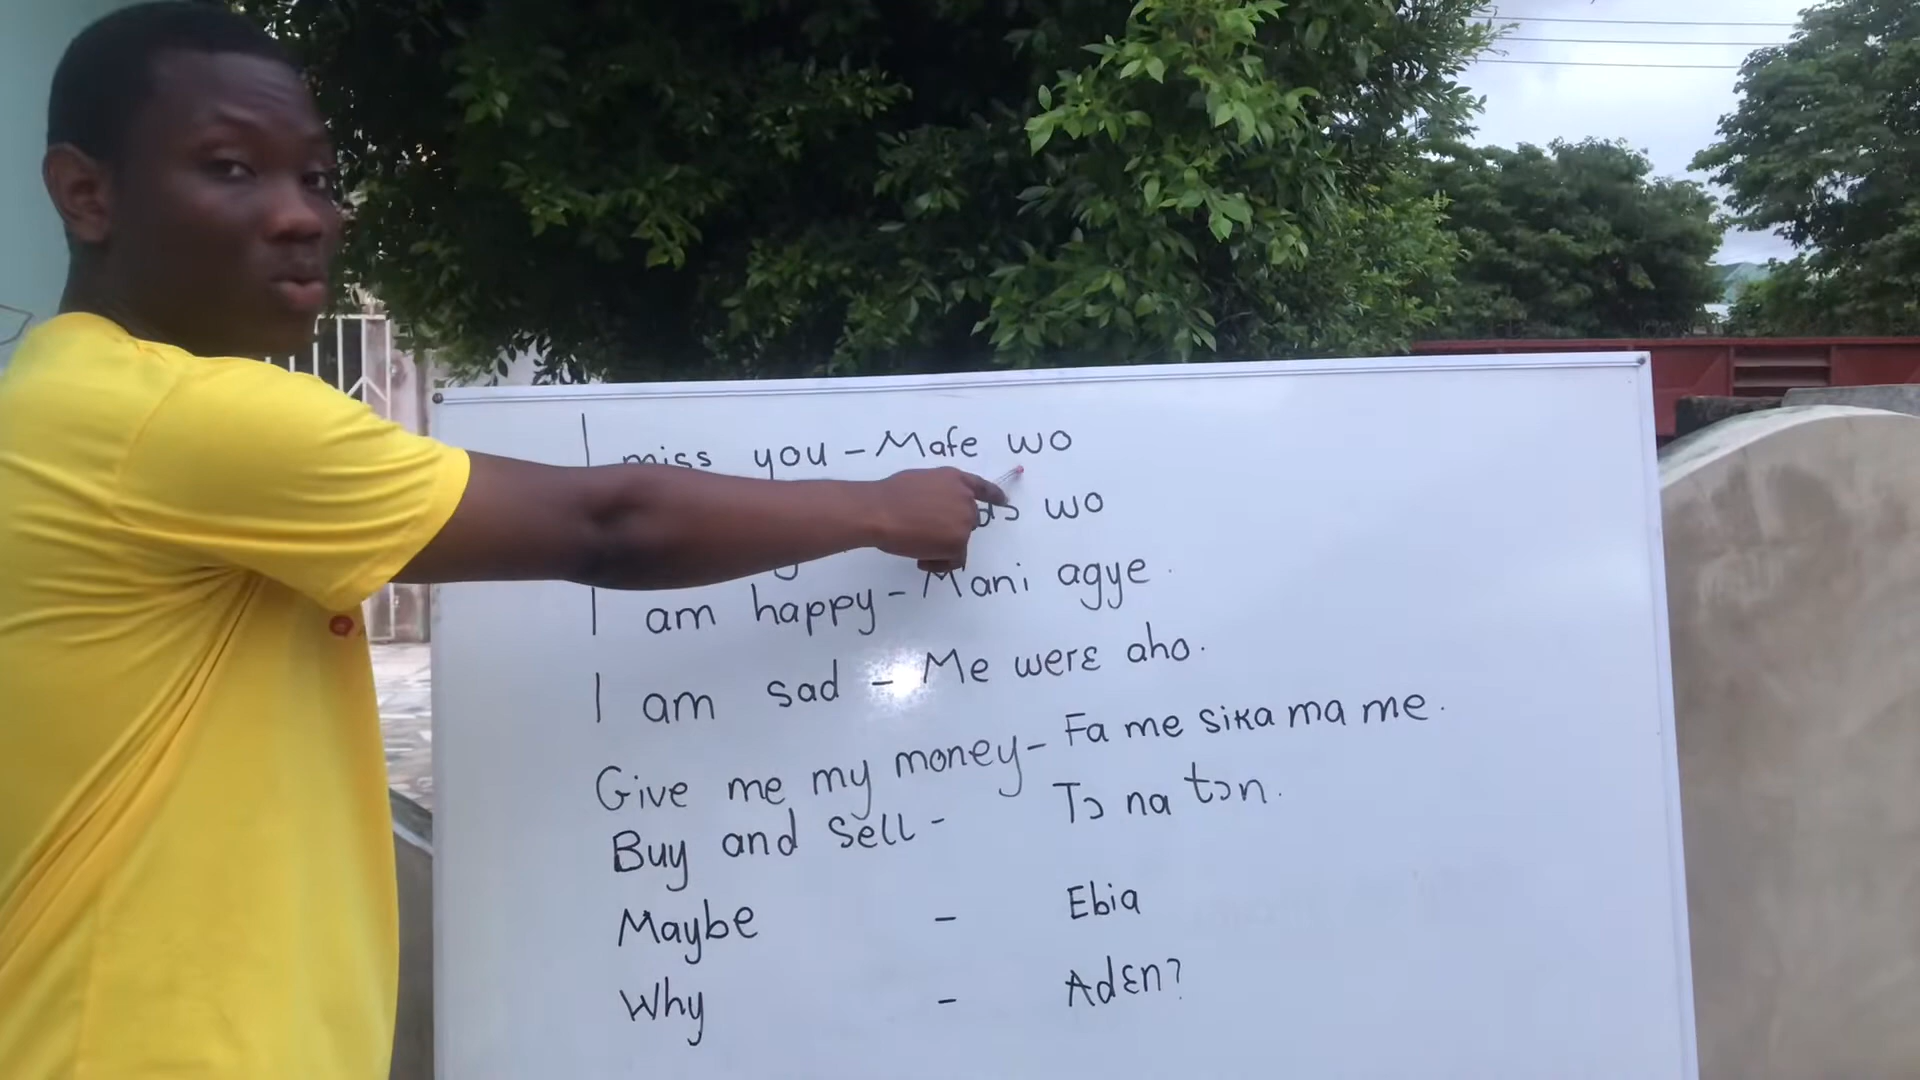 I miss you - Mafe wo
wo
I am happy - M'ani agye.
I am sad - Me werɛ aho.
Give me my money - Fa me sika ma me.
Buy and sell - Tɔ na tɔn.
Maybe - Ebia
Why - Adɛn?